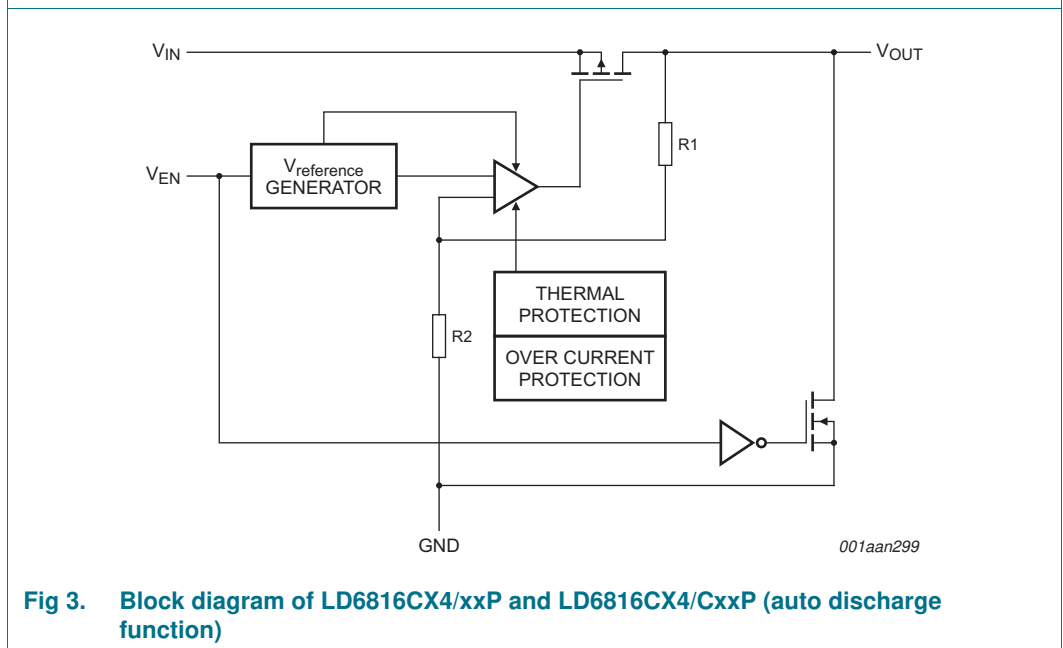 VIN
VOUT
R1
VEN
Vreference
GENERATOR
THERMAL
PROTECTION
R2
OVER CURRENT
PROTECTION
GND
001aan299
Fig 3. Block diagram of LD6816CX4/xxP and LD6816CX4/CxxP (auto discharge
function)